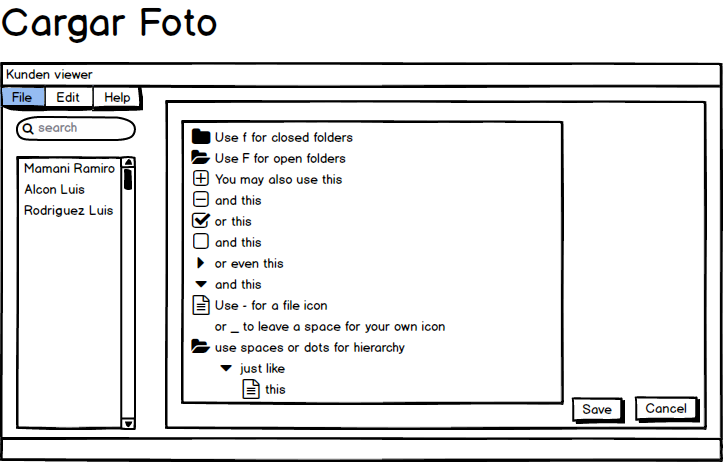 Cargar Foto
Kunden viewer
File Edit Help
search
Mamani Ramiro
Alcon Luis
Rodriguez Luis
Use f for closed folders
Use F for open folders
You may also use this
and this
or this
and this
or even this
and this
Use - for a file icon
or _ to leave a space for your own icon
use spaces or dots for hierarchy
just like
this
Save Cancel